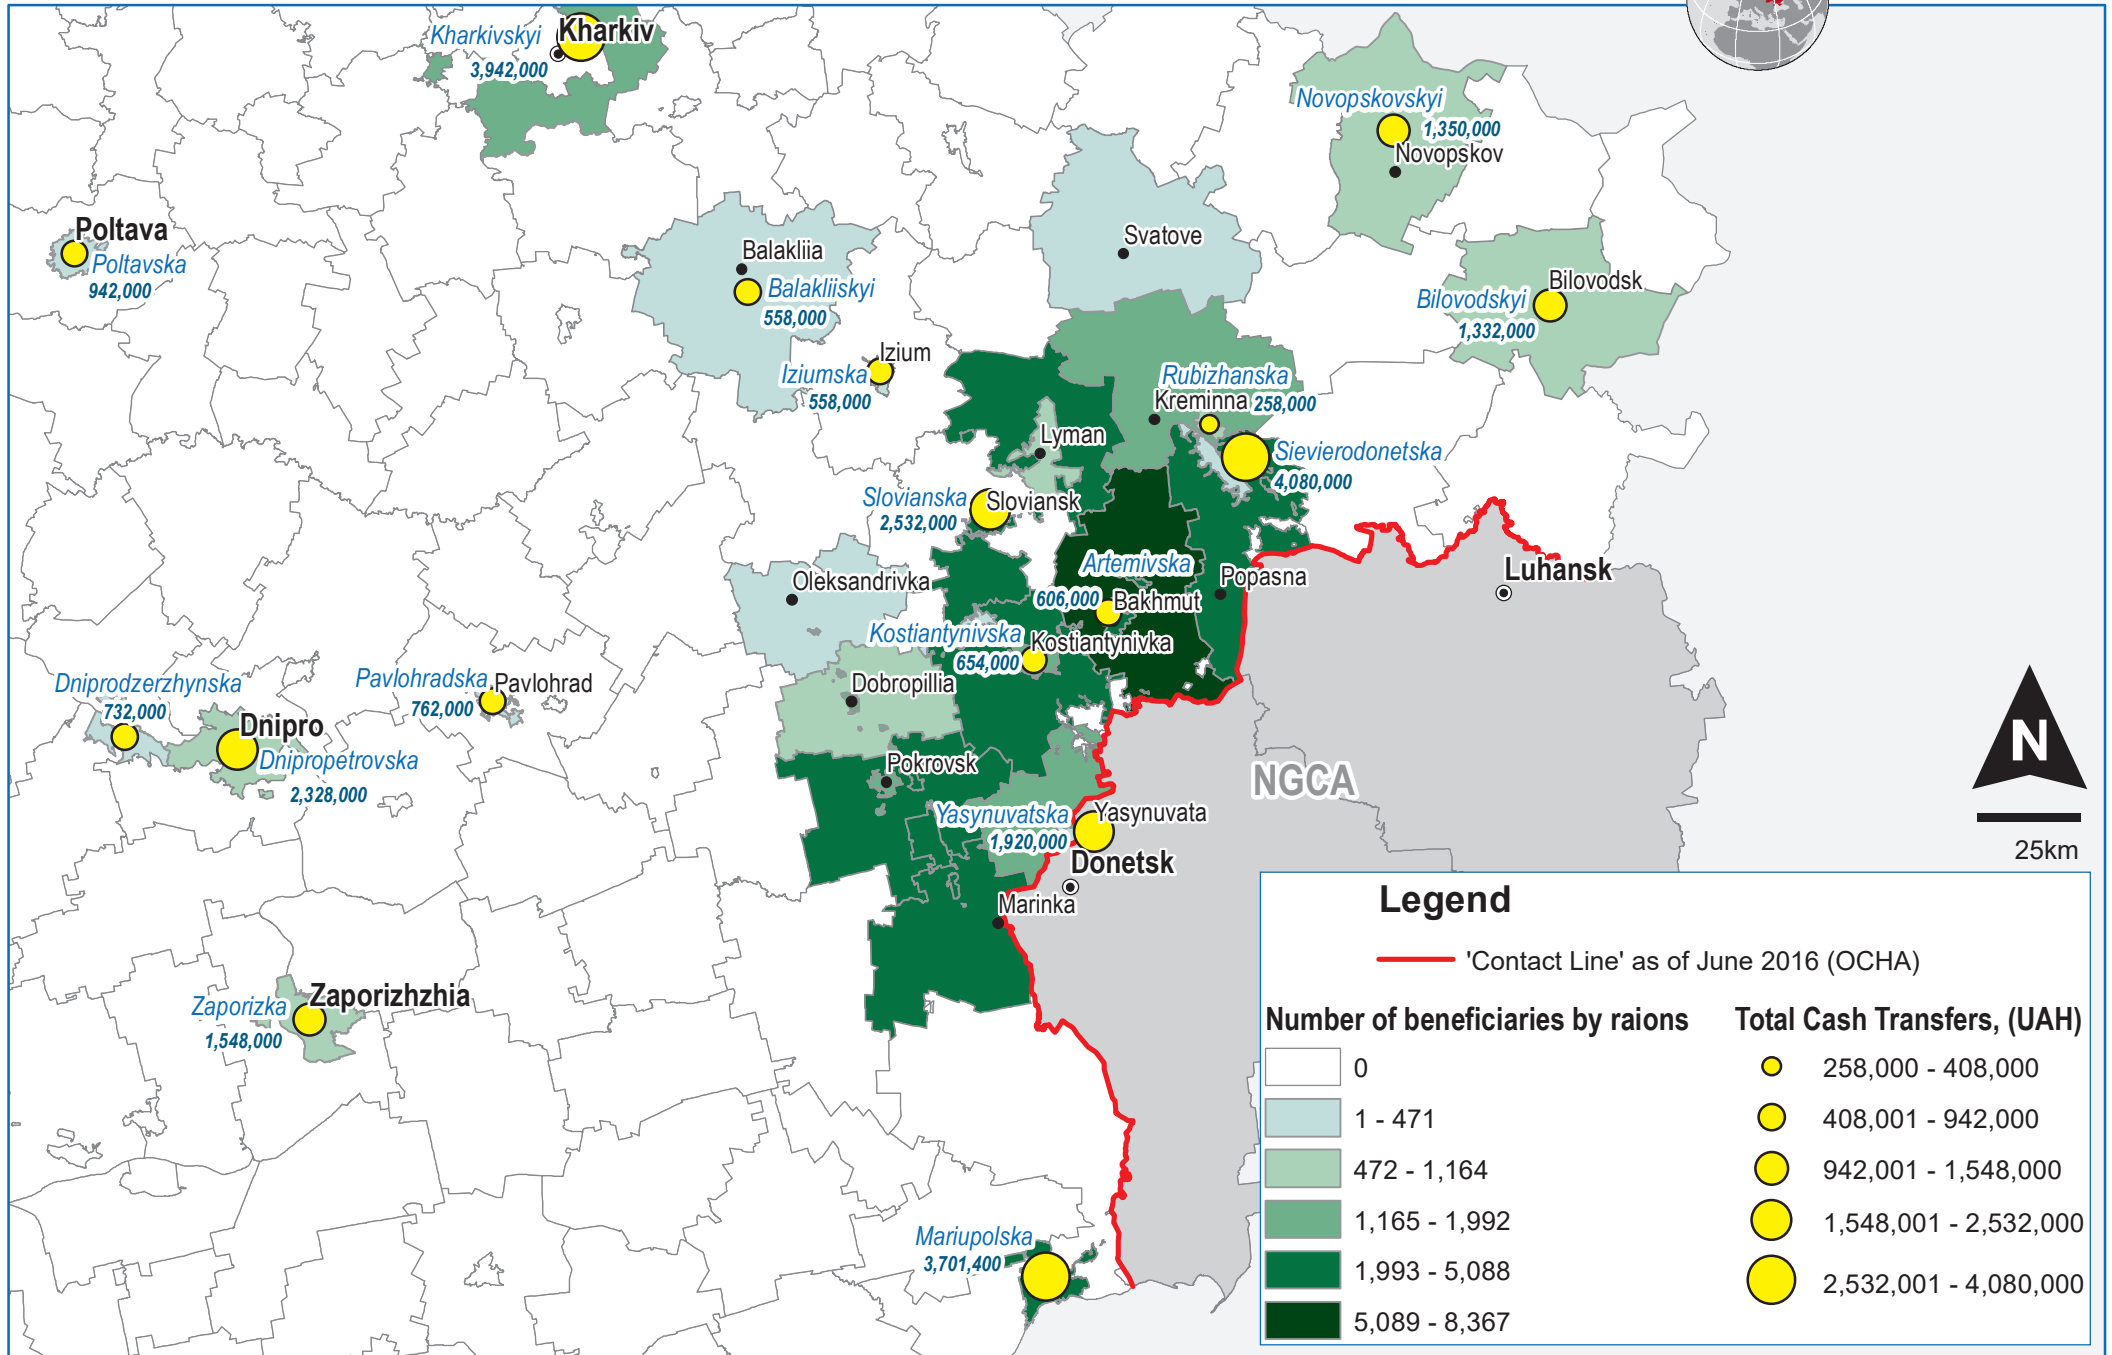 Kharkivskyi
Kharkiv
3,942,000
Novopskovskyi
1,350,000
Novopskov
Poltava
Poltavska
942,000
Svatove
Balakliia
Balakliiskyi
558,000
Bilovodsk
Bilovodskyi
1,332,000
Izium
Iziumska
558,000
Rubizhanska
Kreminna 258,000
Lyman
Sievierodonetska
4,080,000
Slovianska
Sloviansk
2,532,000
Artemivska
Oleksandrivka
Popasna
Luhansk
606,000 Bakhmut
Kostiantynivska
Kostiantynivka
654,000
Dniprodzerzhynska
732,000
Pavlohradska
Pavlohrad
762,000
Dobropillia
Dnipro
Dnipropetrovska
2,328,000
Pokrovsk
NGCA
N
Yasynuvatska
Yasynuvata
1,920,000
Donetsk
25km
Marinka
Zaporizka
Zaporizhzhia
1,548,000
Mariupolska
3,701,400
Legend
'Contact Line' as of June 2016 (OCHA)
Number of beneficiaries by raions
0
1 - 471
472 - 1,164
1,165 - 1,992
1,993 - 5,088
5,089 - 8,367
Total Cash Transfers, (UAH)
258,000 - 408,000
408,001 - 942,000
942,001 - 1,548,000
1,548,001 - 2,532,000
2,532,001 - 4,080,000